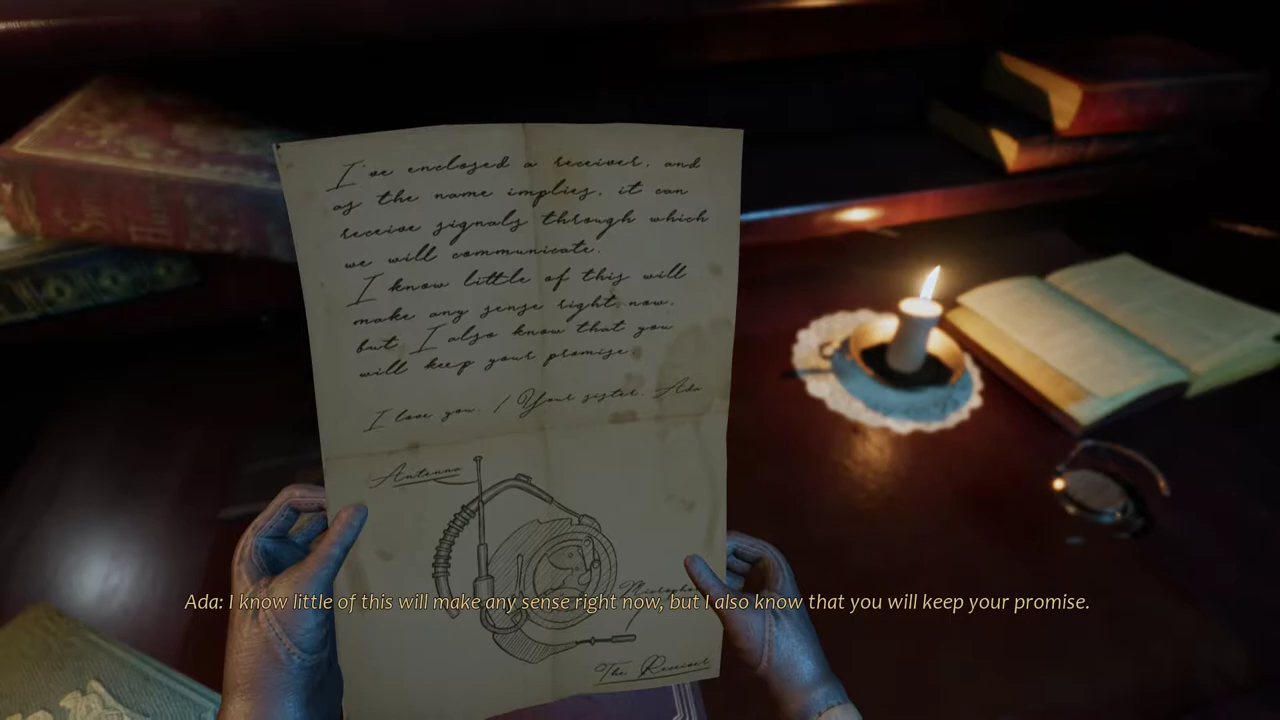 I've enclosed a receiver, and
as the name implies, it can
receive signals through which
we will communicate.
I know little of this will
make any sense right now,
but I also know that you
will keep your promise.
I love you. / Your sister. Ada
Antenna
Ada: I know little of this will make any sense right now, but I also know that you will keep your promise.
The Receiver